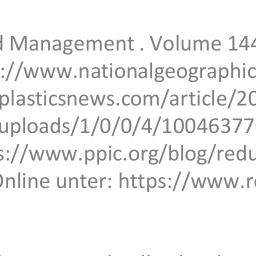 d Management . Volume 144
://www.nationalgeographic
plasticsnews.com/article/20
uploads/1/0/0/4/10046377
s://www.ppic.org/blog/redu
Online unter: https://www.r